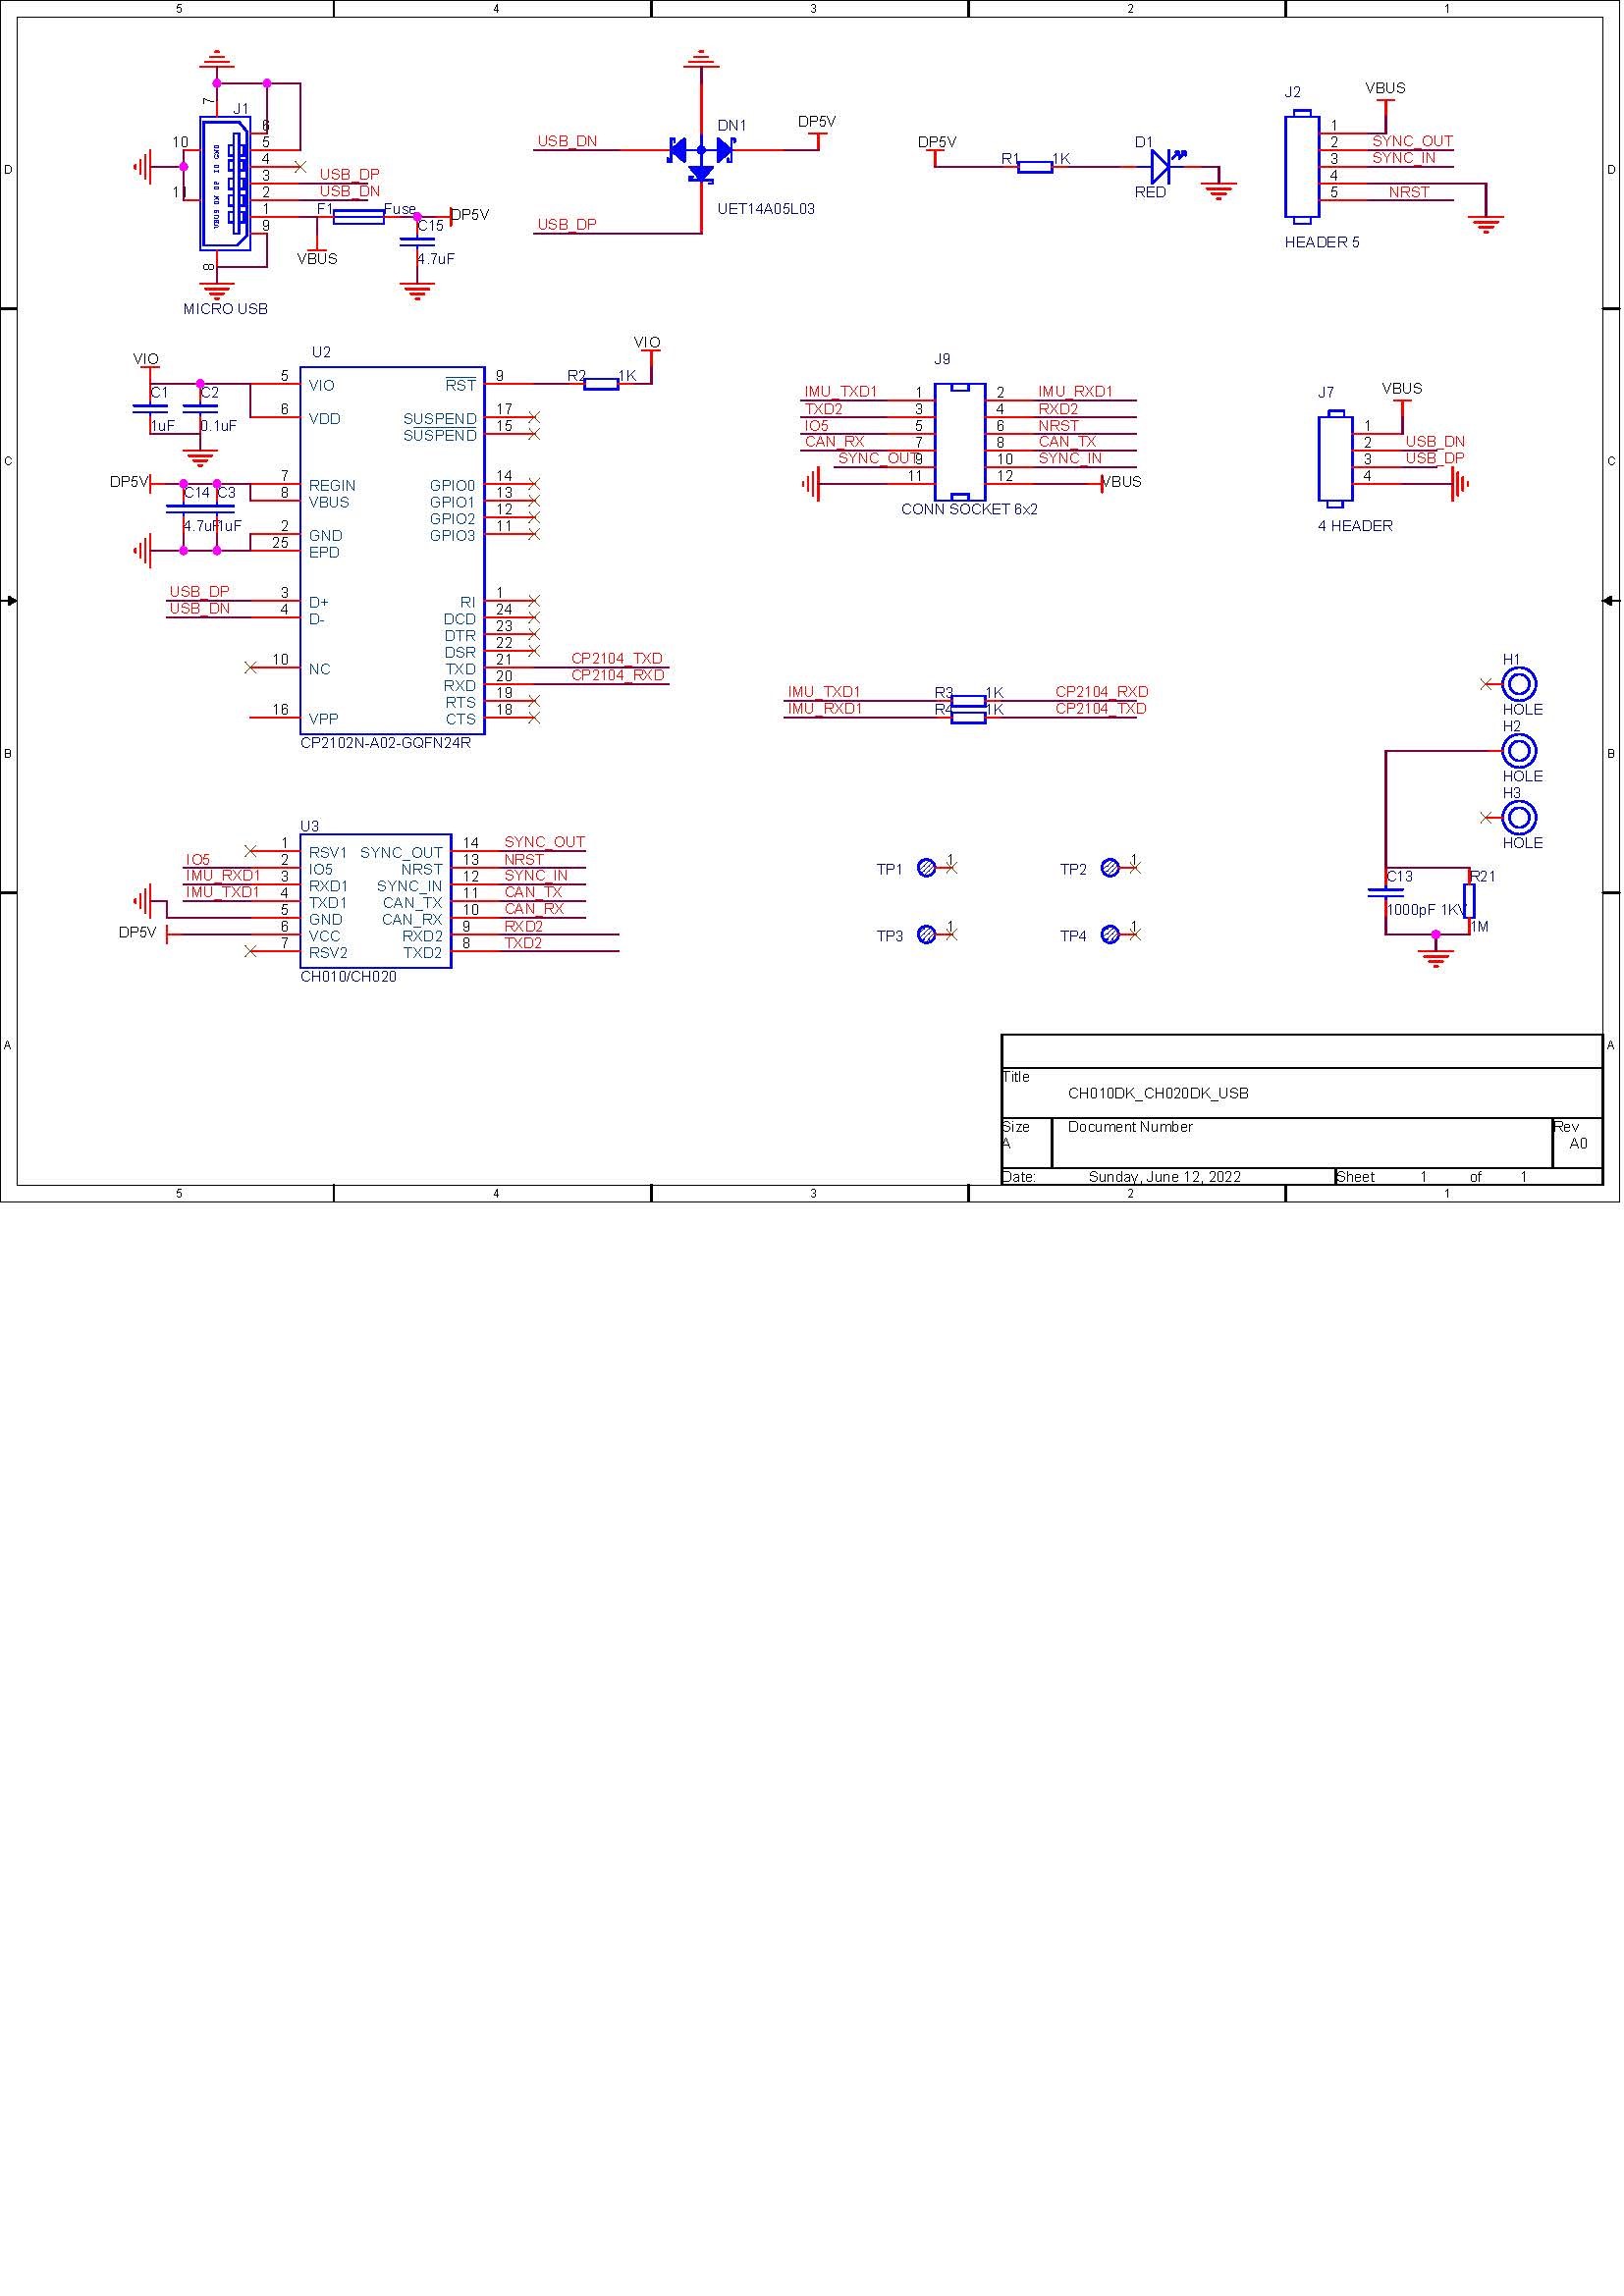 5 4 3 2 1
D D
C C
B B
A A
7
J1
10
11
6
5
4
3
2
1
9
8
USB_DP
USB_DN
F1 Fuse
DP5V
VBUS
C15
4.7uF
MICRO USB
USB_DN
DN1
DP5V
USB_DP
UET14A05L03
DP5V
R1 1K
D1
RED
J2
VBUS
1
2 SYNC_OUT
3 SYNC_IN
4
5 NRST
HEADER 5
VIO
C1 C2
1uF 0.1uF
DP5V
C14 C3
4.7uF 1uF
U2
5 VIO
6 VDD
7 REGIN
8 VBUS
2 GND
25 EPD
USB_DP 3 D+
USB_DN 4 D-
10 NC
16 VPP
RST 9
R2 1K
VIO
SUSPEND 17
SUSPEND 15
GPIO0 14
GPIO1 13
GPIO2 12
GPIO3 11
RI 1
DCD 24
DTR 23
DSR 22
TXD 21 CP2104_TXD
RXD 20 CP2104_RXD
RTS 19
CTS 18
CP2102N-A02-GQFN24R
J9
IMU_TXD1 1 2 IMU_RXD1
TXD2 3 4 RXD2
IO5 5 6 NRST
CAN_RX 7 8 CAN_TX
SYNC_OUT 9 10 SYNC_IN
11 12 VBUS
CONN SOCKET 6x2
J7
VBUS
1
2 USB_DN
3 USB_DP
4
4 HEADER
IMU_TXD1 R3 1K CP2104_RXD
IMU_RXD1 R4 1K CP2104_TXD
H1
HOLE
H2
HOLE
H3
HOLE
C13 R21
1000pF 1KV
1M
U3
1 RSV1 SYNC_OUT 14 SYNC_OUT
IO5 2 IO5 NRST 13 NRST
IMU_RXD1 3 RXD1 SYNC_IN 12 SYNC_IN
IMU_TXD1 4 TXD1 CAN_TX 11 CAN_TX
5 GND CAN_RX 10 CAN_RX
DP5V 6 VCC RXD2 9 RXD2
7 RSV2 TXD2 8 TXD2
CH010/CH020
TP1 1
TP2 1
TP3 1
TP4 1
Title
CH010DK_CH020DK_USB
Size Document Number Rev
A A0
Date: Sunday, June 12, 2022 Sheet 1 of 1
5 4 3 2 1